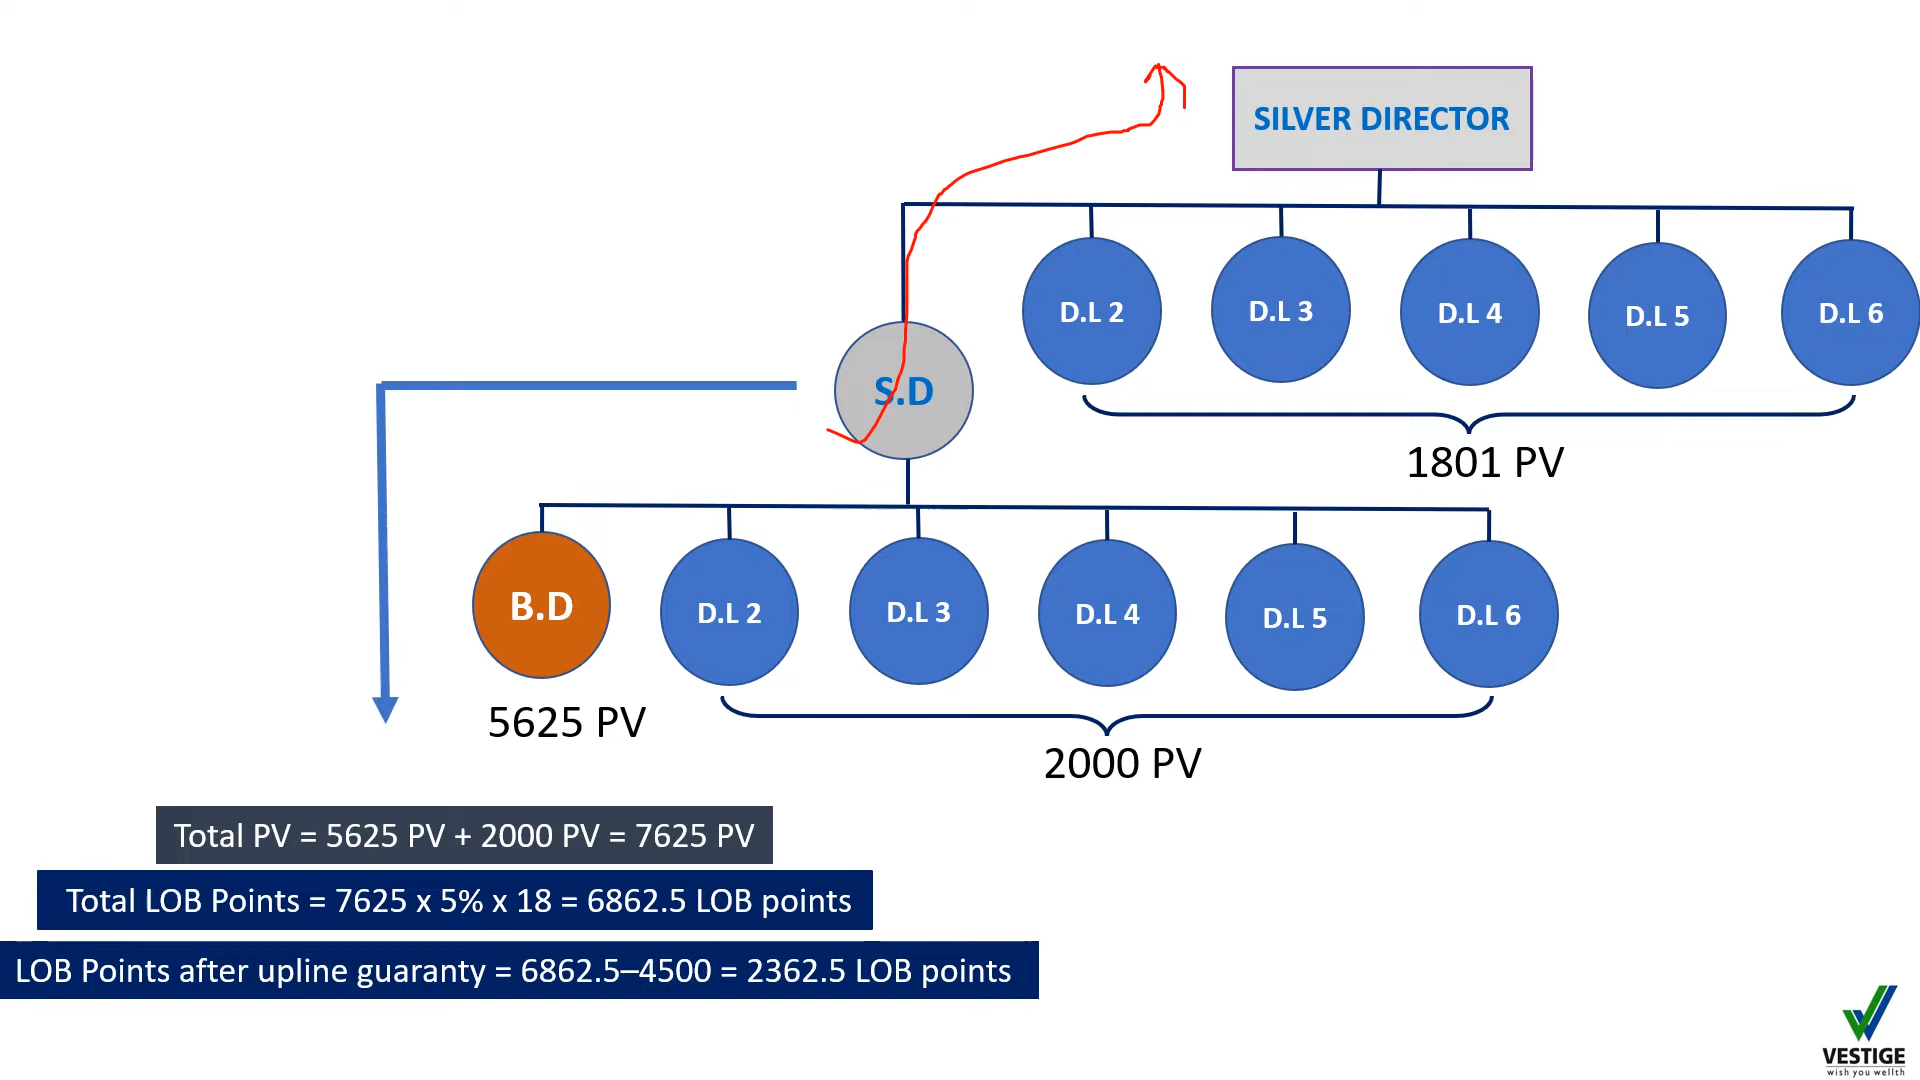 SILVER DIRECTOR
D.L 2
D.L 3
D.L 4
D.L 5
D.L 6
1801 PV
S.D
B.D
D.L 2
D.L 3
D.L 4
D.L 5
D.L 6
5625 PV
2000 PV
Total PV = 5625 PV + 2000 PV = 7625 PV
Total LOB Points = 7625 x 5% x 18 = 6862.5 LOB points
LOB Points after upline guaranty = 6862.5–4500 = 2362.5 LOB points
VESTIGE
wish you wellth